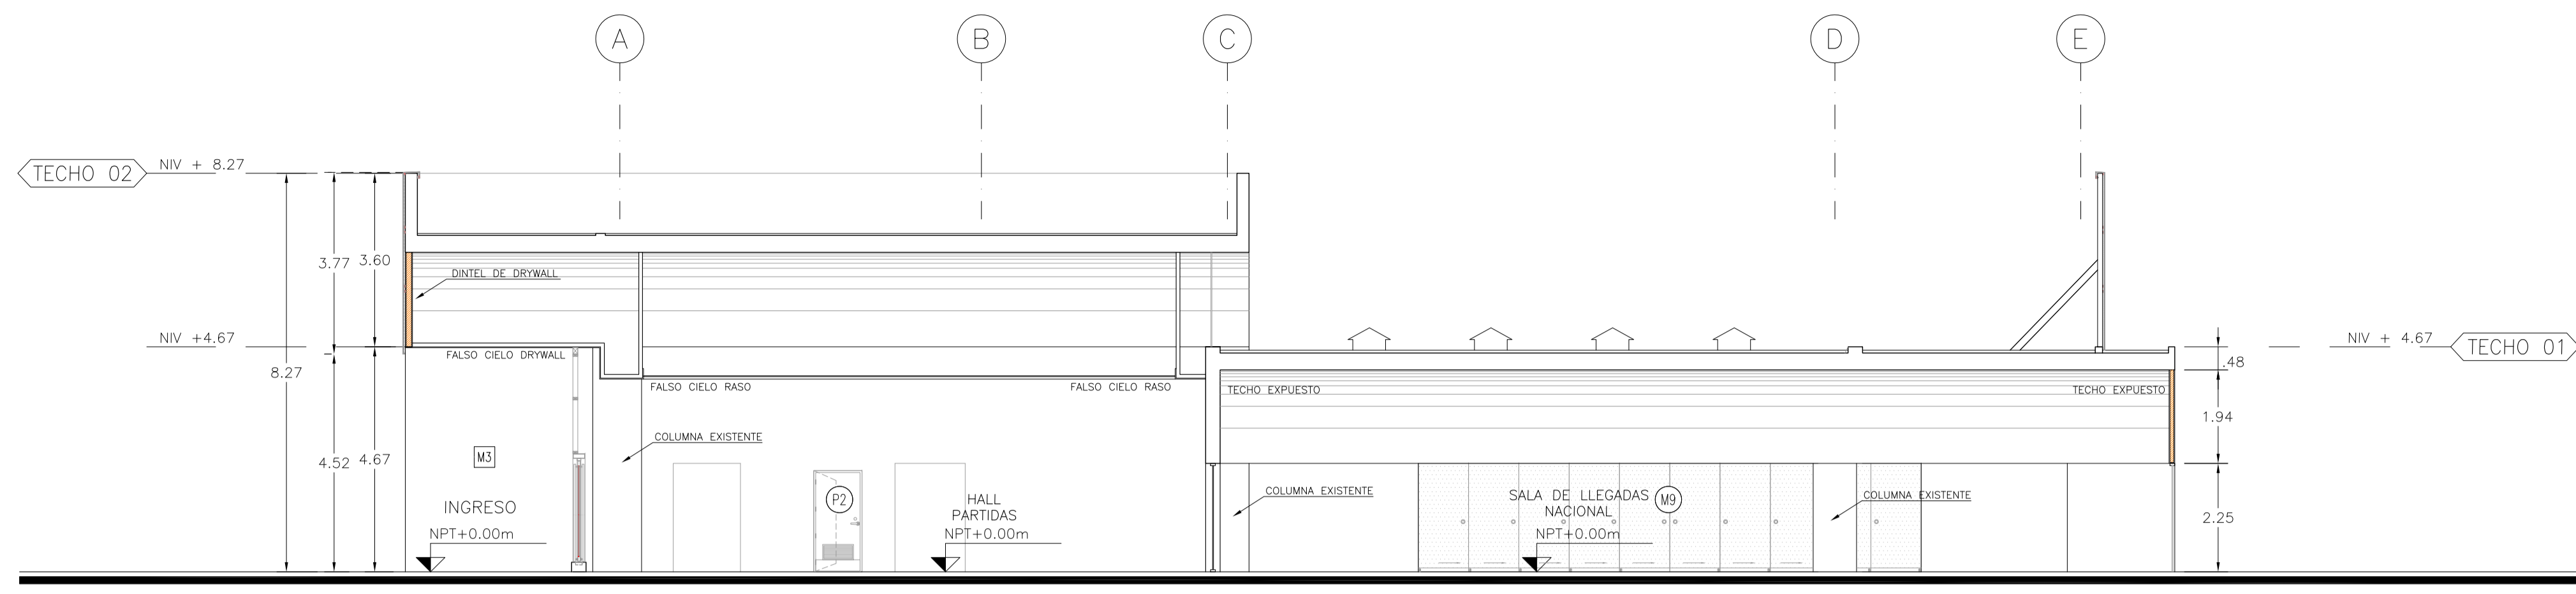 A
B
C
D
E
TECHO 02
NIV + 8.27
3.77
3.60
DINTEL DE DRYWALL
NIV +4.67
NIV + 4.67
TECHO 01
FALSO CIELO DRYWALL
.48
8.27
FALSO CIELO RASO
FALSO CIELO RASO
TECHO EXPUESTO
TECHO EXPUESTO
1.94
COLUMNA EXISTENTE
M3
4.52
4.67
COLUMNA EXISTENTE
COLUMNA EXISTENTE
P2
HALL
PARTIDAS
NPT+0.00m
SALA DE LLEGADAS
NACIONAL
NPT+0.00m
M9
INGRESO
NPT+0.00m
2.25